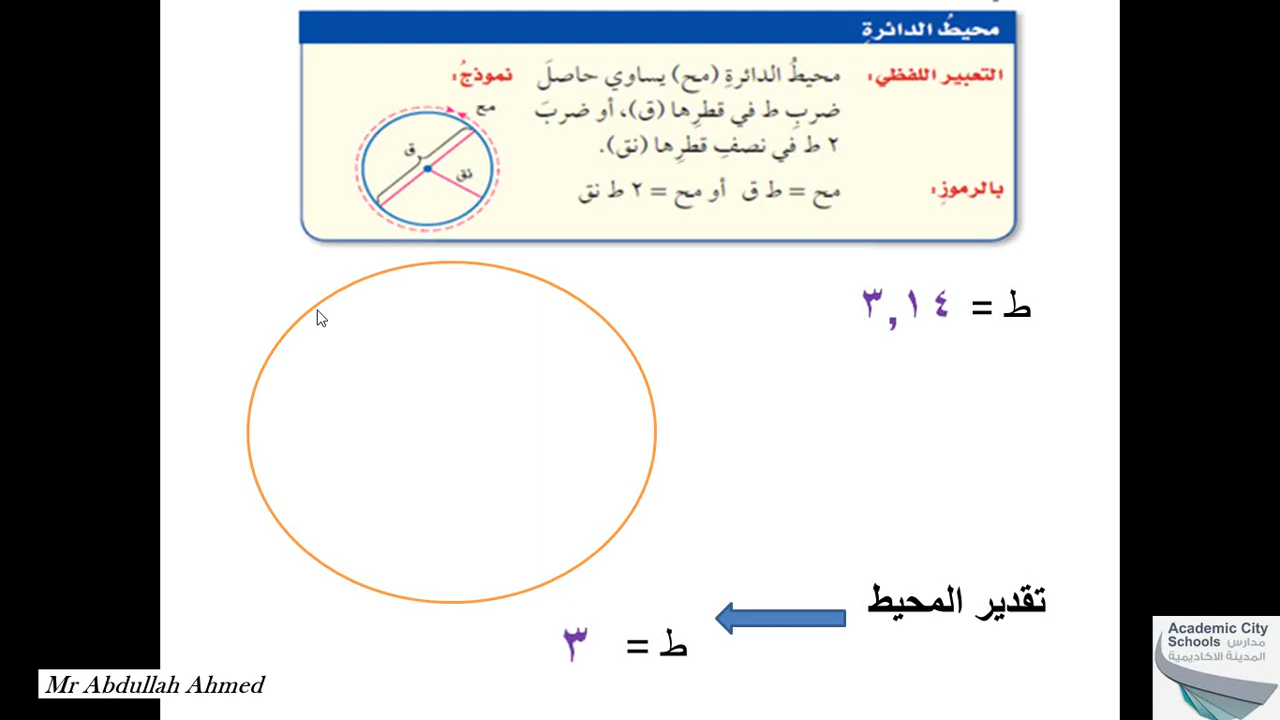 محيطُ الدائرةِ
التعبير اللفظي: محيطُ الدائرةِ (مح) يساوي حاصلَ
ضربِ ط في قطرِها (ق)، أو ضربَ
٢ ط في نصفِ قطرِها (نق).
بالرموزِ: مح = ط ق أو مح = ٢ ط نق
نموذجُ:
مح
ق
نق
ط = ٣,١٤
تقدير المحيط
ط = ٣
Mr Abdullah Ahmed
Academic City
Schools مدارس
المدينة الاكاديمية